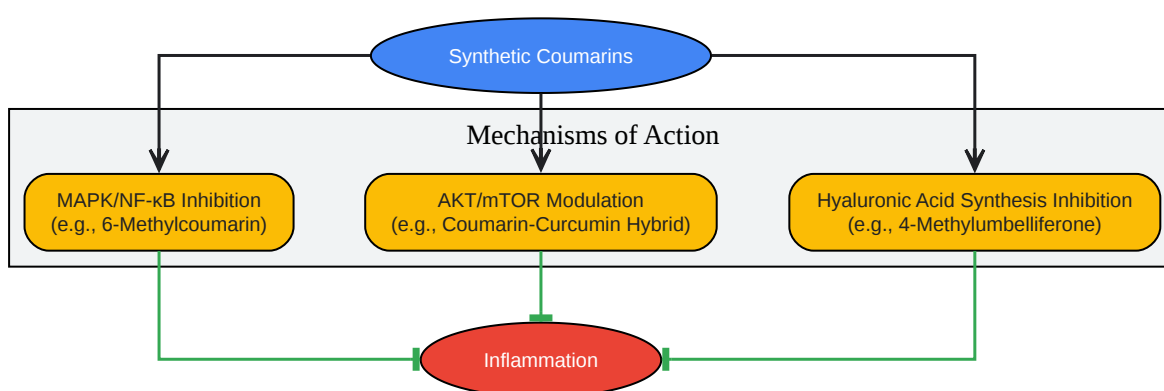 Synthetic Coumarins
Mechanisms of Action
MAPK/NF-κB Inhibition
(e.g., 6-Methylcoumarin)
AKT/mTOR Modulation
(e.g., Coumarin-Curcumin Hybrid)
Hyaluronic Acid Synthesis Inhibition
(e.g., 4-Methylumbelliferone)
Inflammation